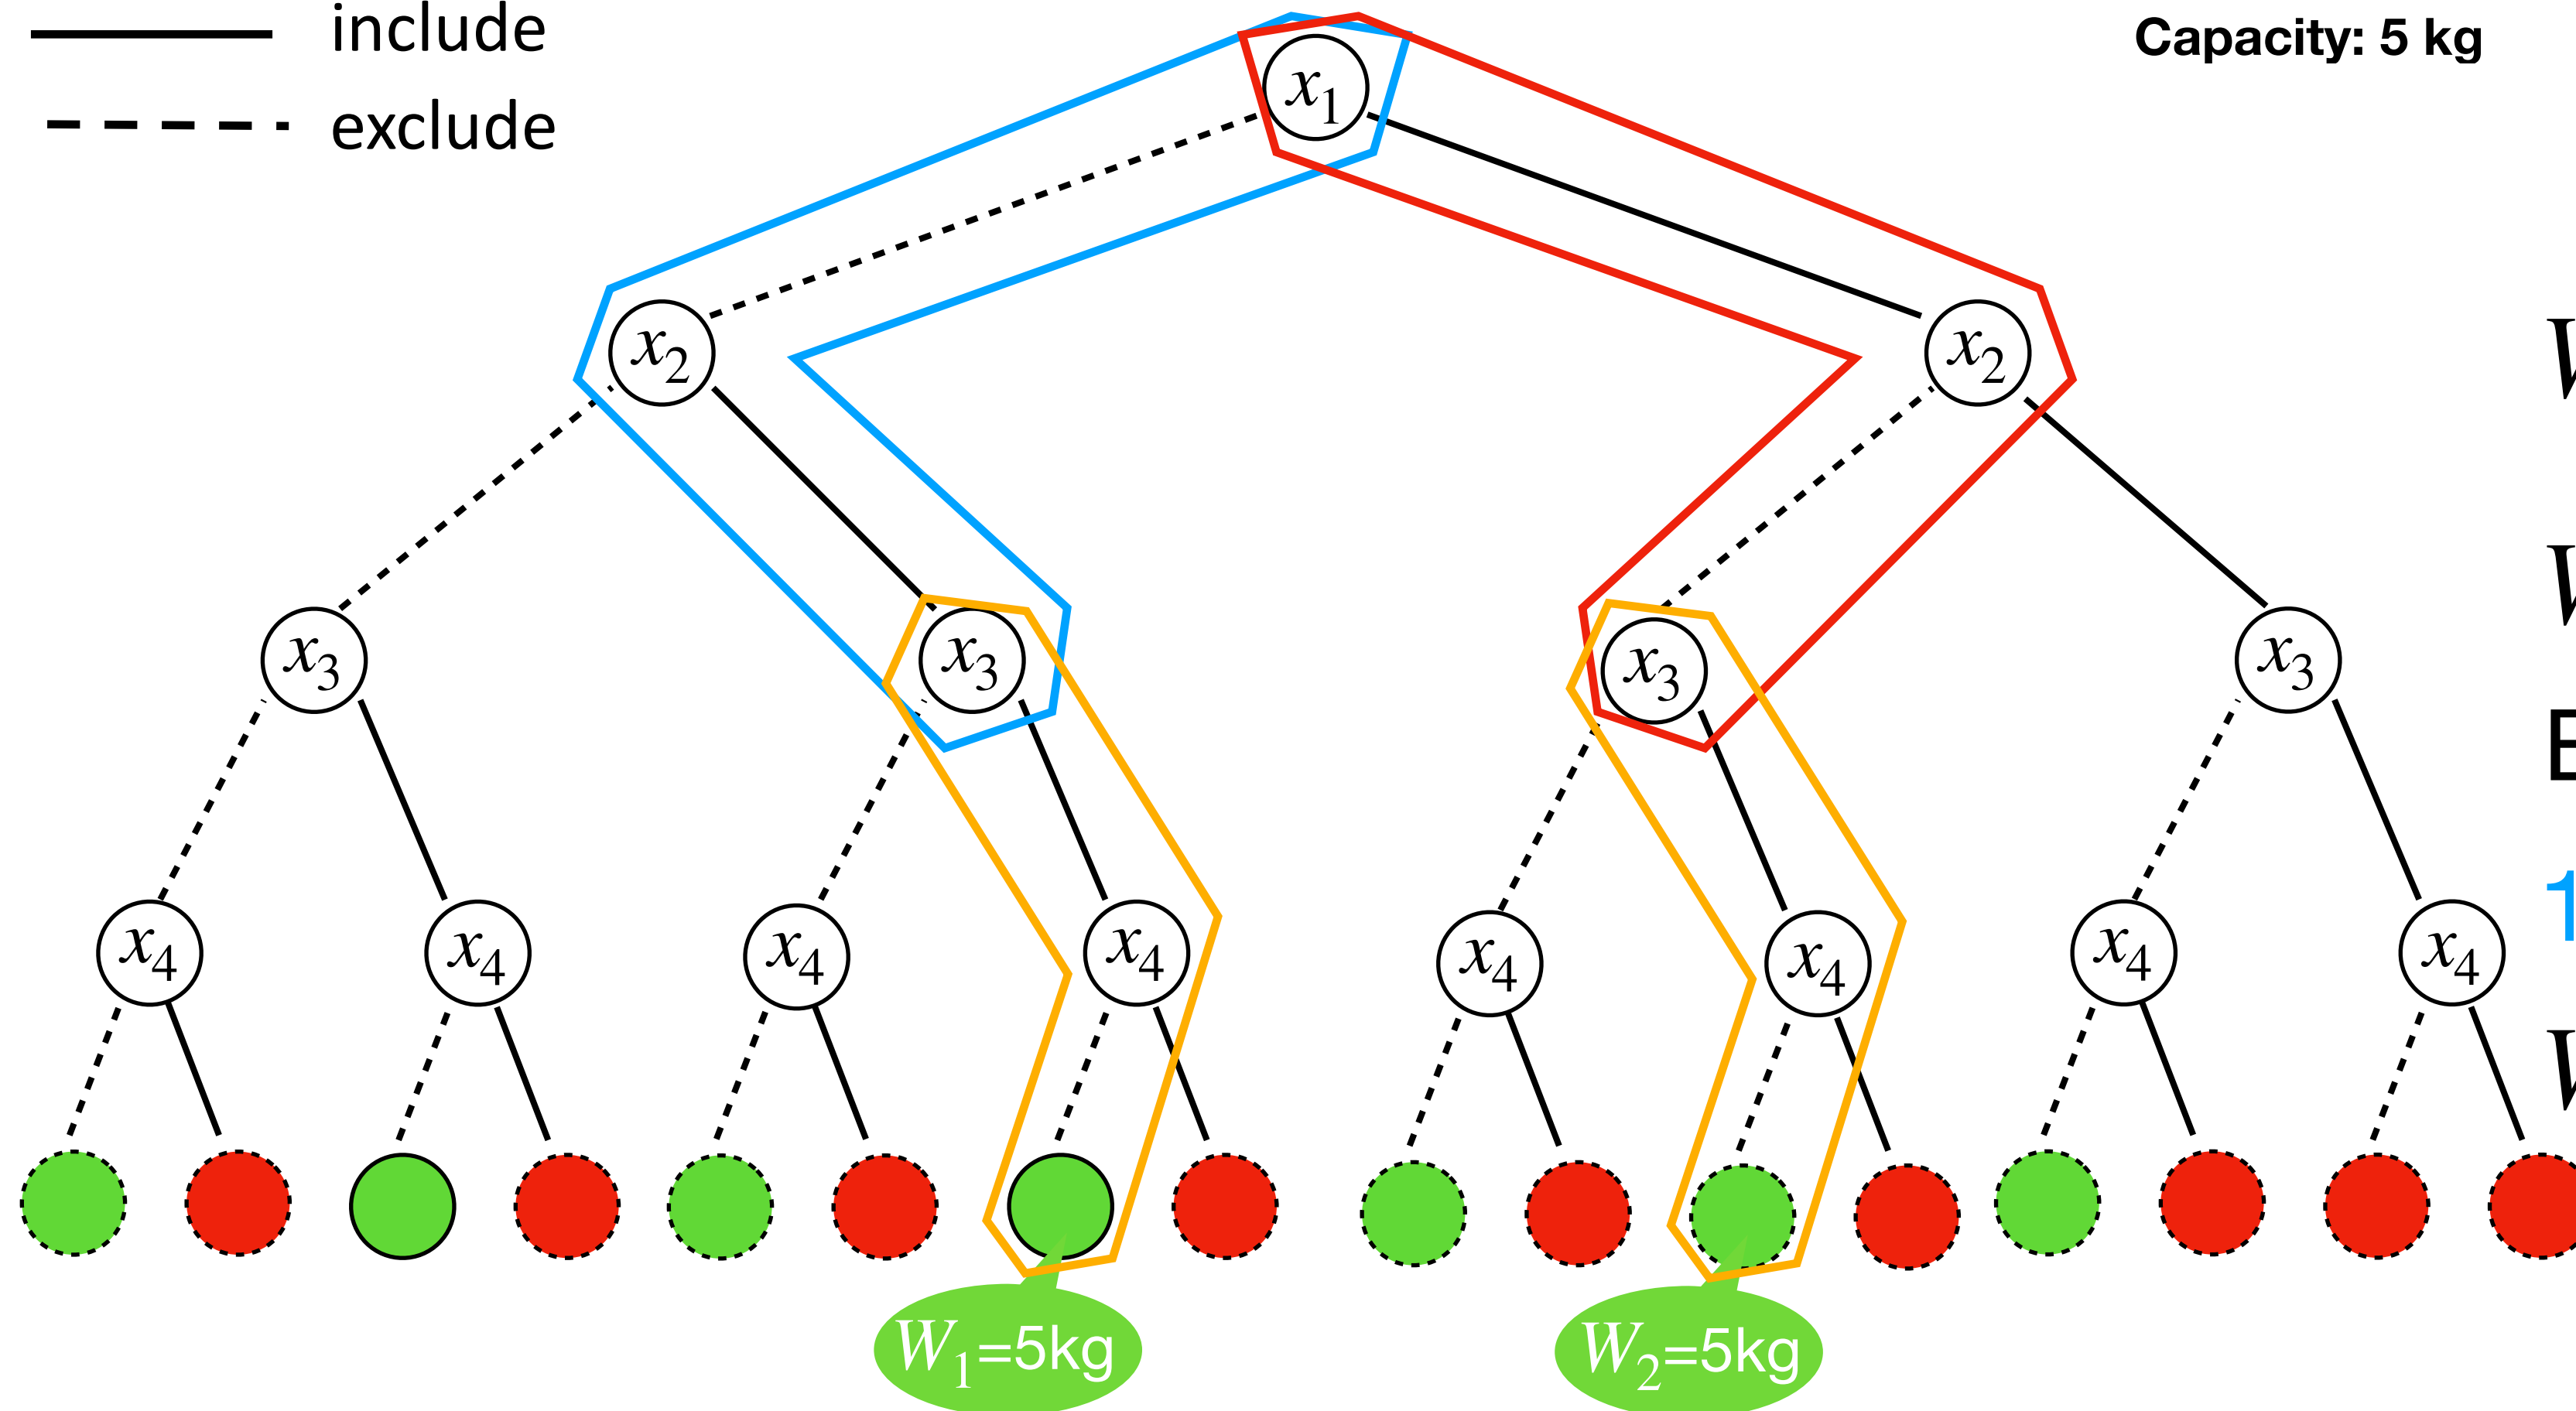 include
exclude
Capacity: 5 kg
x1
x2 x2
x3 x3 x3 x3
x4 x4 x4 x4 x4 x4 x4 x4
W1=5kg W2=5kg